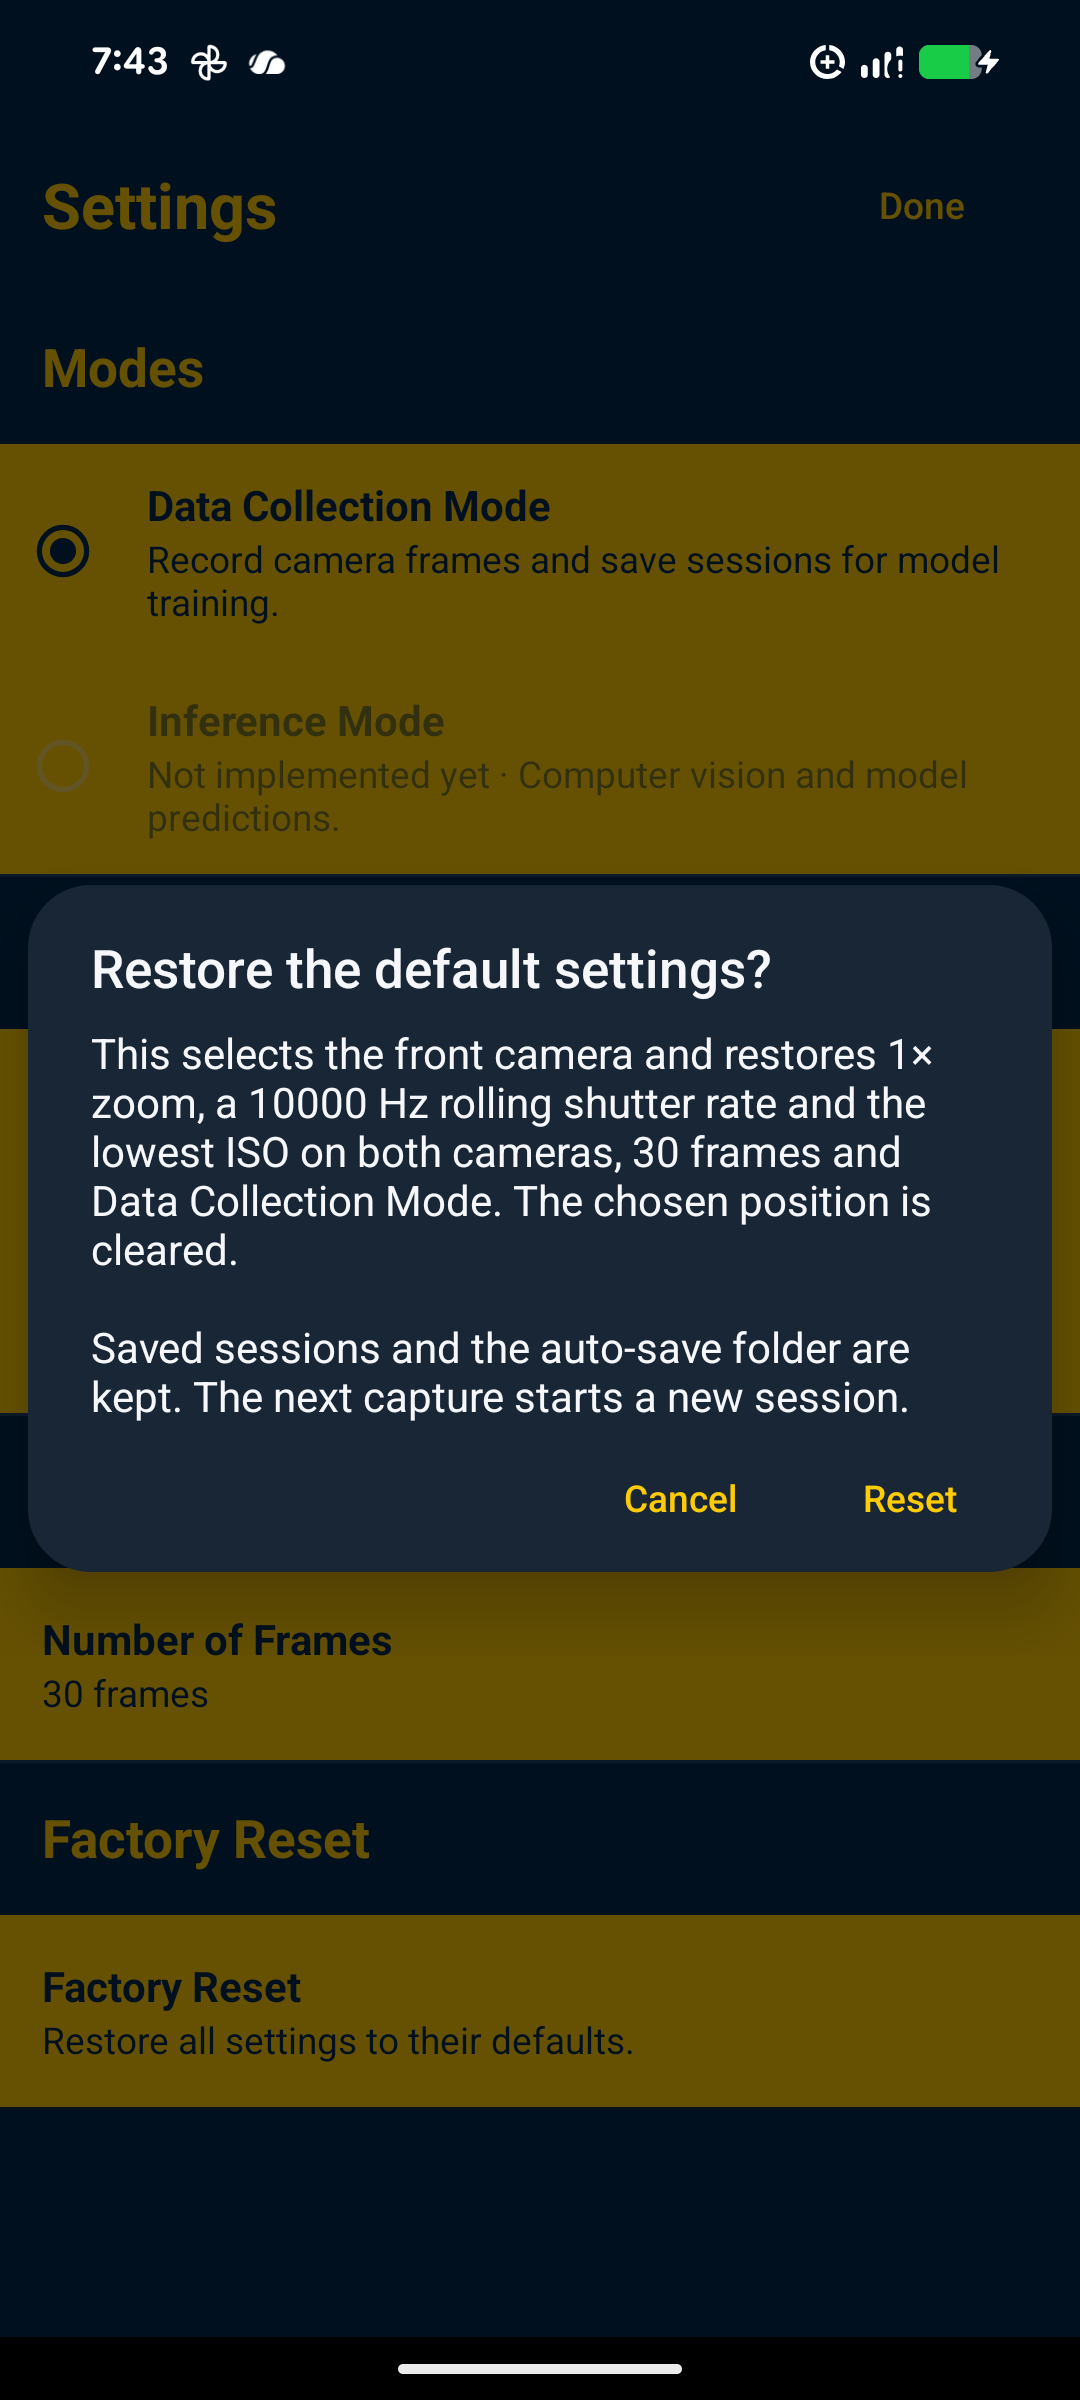 7:43
Settings
Done
Modes
Data Collection Mode
Record camera frames and save sessions for model
training.
Inference Mode
Not implemented yet · Computer vision and model
predictions.
Restore the default settings?
This selects the front camera and restores 1×
zoom, a 10000 Hz rolling shutter rate and the
lowest ISO on both cameras, 30 frames and
Data Collection Mode. The chosen position is
cleared.
Saved sessions and the auto-save folder are
kept. The next capture starts a new session.
Cancel
Reset
Number of Frames
30 frames
Factory Reset
Factory Reset
Restore all settings to their defaults.